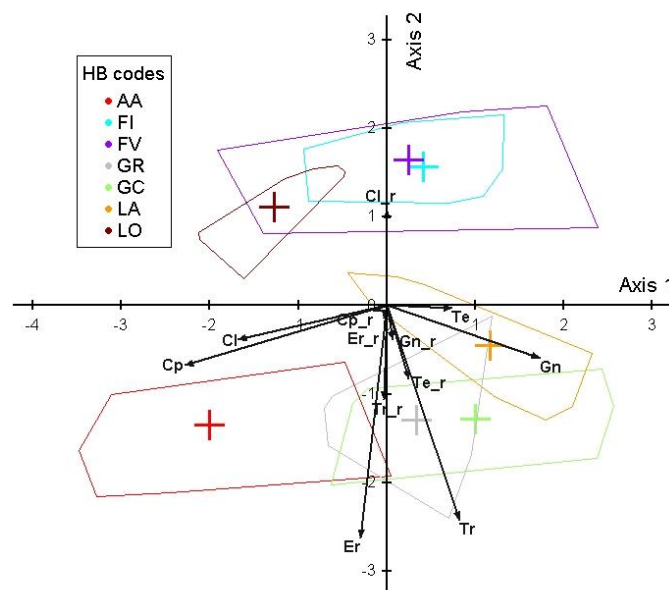 Axis 2
3
HB codes
AA
FI
FV
GR
GC
LA
LO
2
Cl_r
1
Axis 1
-4
-3
-2
-1
0
1
2
3
Cp_r
Te
Cl
Er_r
Gn_r
Cp
Gn
Te_r
-1
Tr_r
-2
Tr
Er
-3